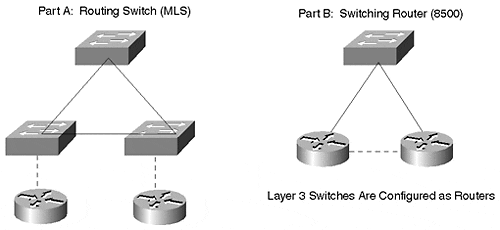 Part A: Routing Switch (MLS)
Part B: Switching Router (8500)
Layer 3 Switches Are Configured as Routers